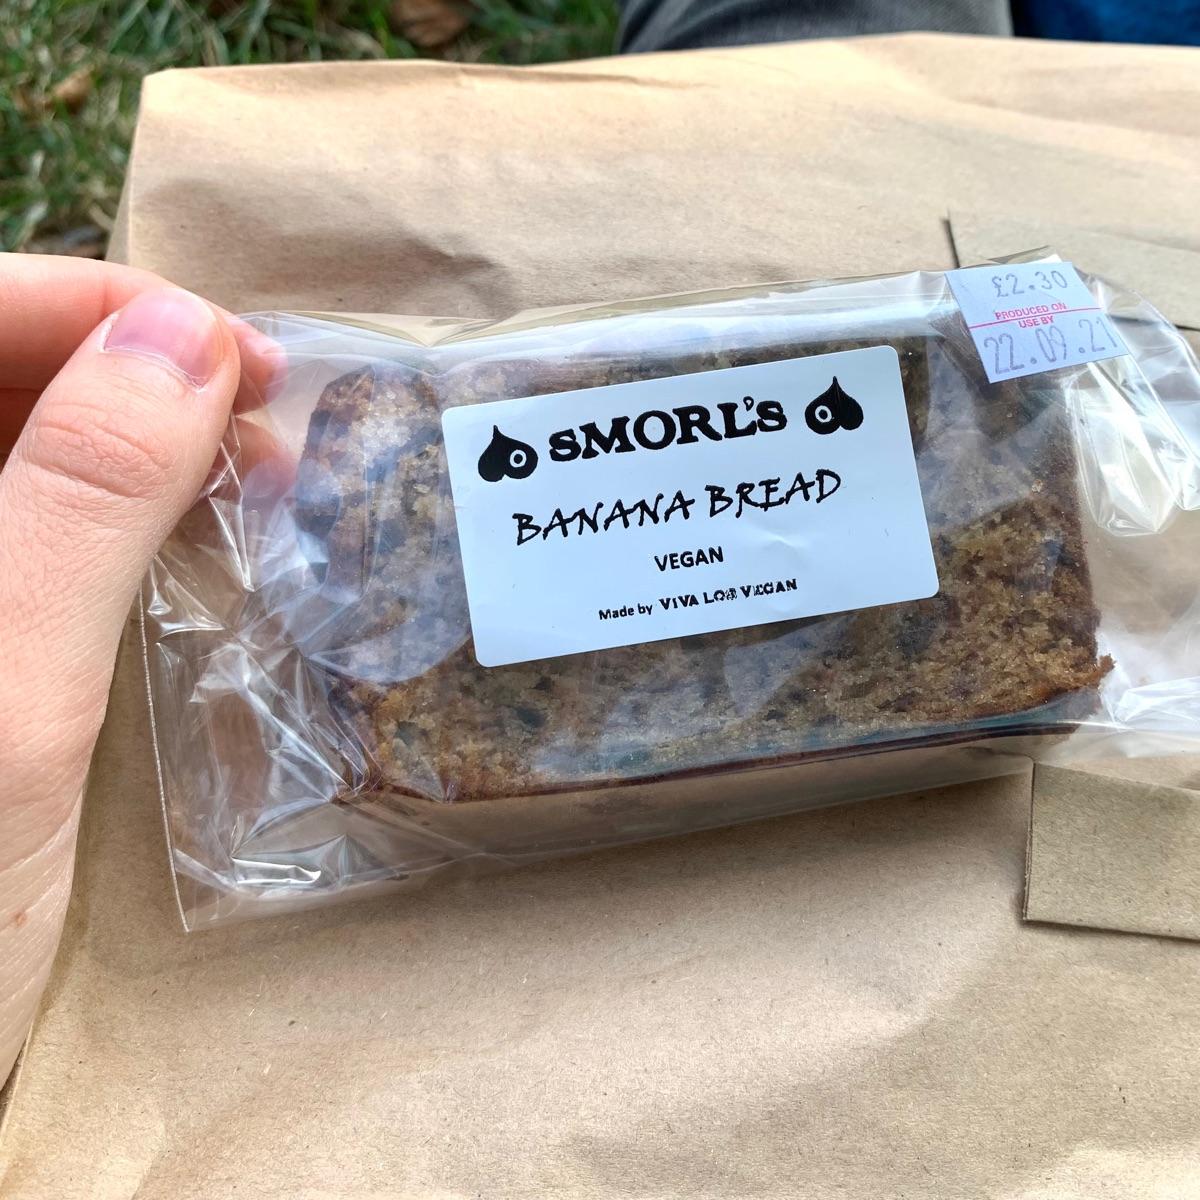 £2.30
PRODUCED ON
USE BY
22.09.21
SMORL'S
BANANA BREAD
VEGAN
Made by VIVA LOS VEGAN